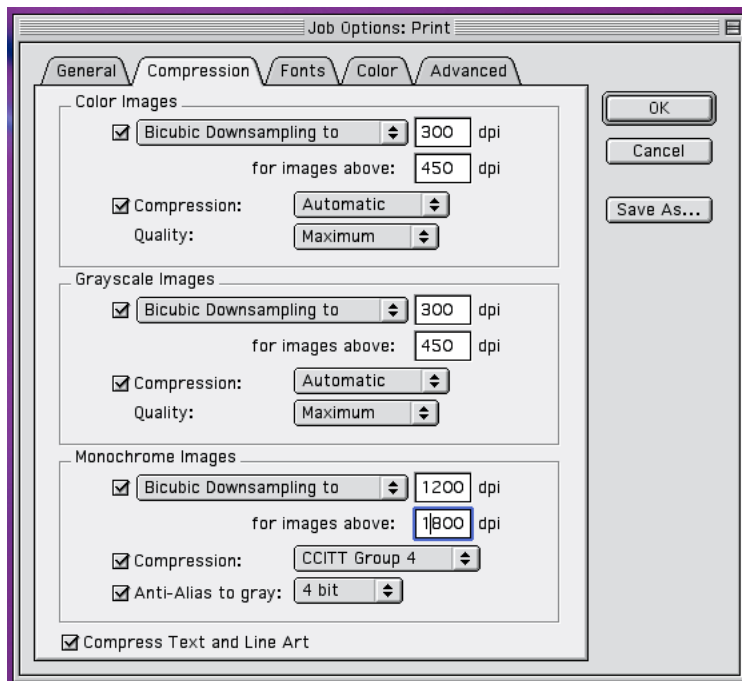 Job Options: Print
General Compression Fonts Color Advanced
Color Images
Bicubic Downsampling to 300 dpi
for images above: 450 dpi
Compression: Automatic
Quality: Maximum
Grayscale Images
Bicubic Downsampling to 300 dpi
for images above: 450 dpi
Compression: Automatic
Quality: Maximum
Monochrome Images
Bicubic Downsampling to 1200 dpi
for images above: 1800 dpi
Compression: CCITT Group 4
Anti-Alias to gray: 4 bit
Compress Text and Line Art
OK
Cancel
Save As...